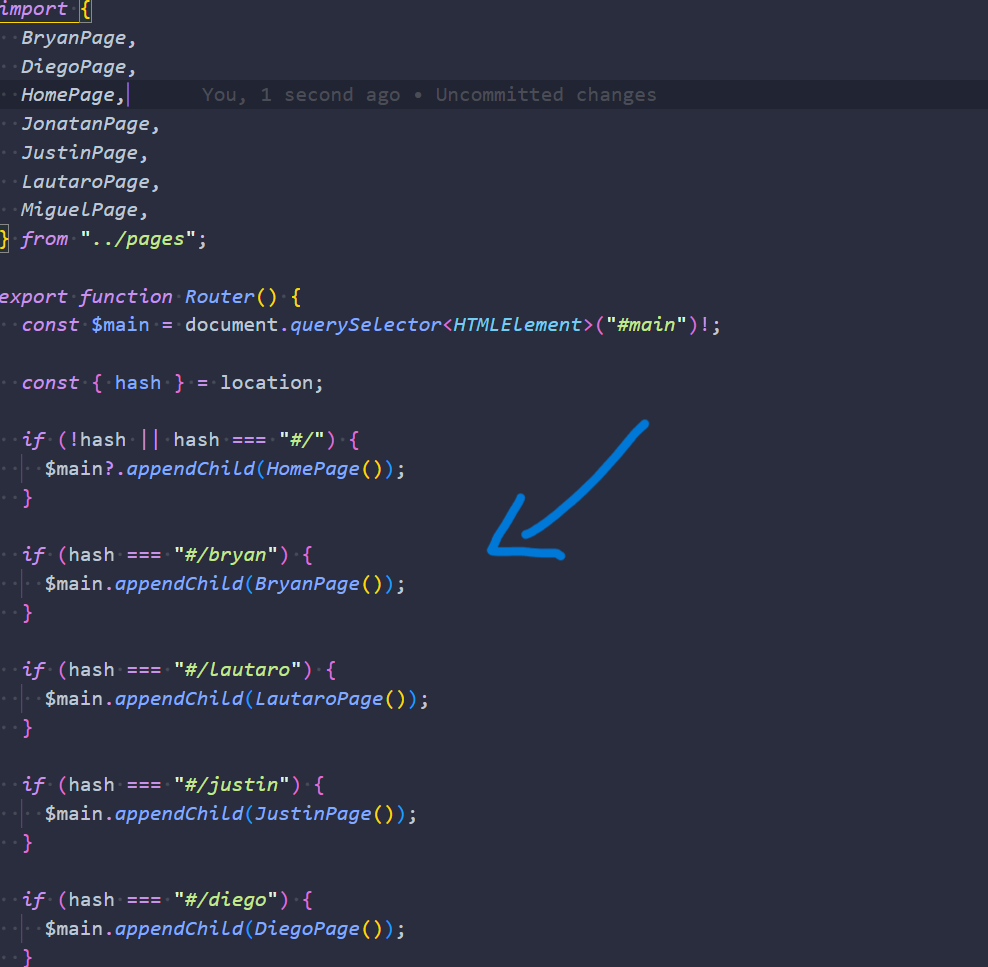 import {
BryanPage,
DiegoPage,
HomePage, You, 1 second ago • Uncommitted changes
JonatanPage,
JustinPage,
LautaroPage,
MiguelPage,
} from "../pages";
export function Router() {
const $main = document.querySelector<HTMLElement>("#main")!;
const { hash } = location;
if (!hash || hash === "#/") {
$main?.appendChild(HomePage());
}
if (hash === "#/bryan") {
$main.appendChild(BryanPage());
}
if (hash === "#/lautaro") {
$main.appendChild(LautaroPage());
}
if (hash === "#/justin") {
$main.appendChild(JustinPage());
}
if (hash === "#/diego") {
$main.appendChild(DiegoPage());
}